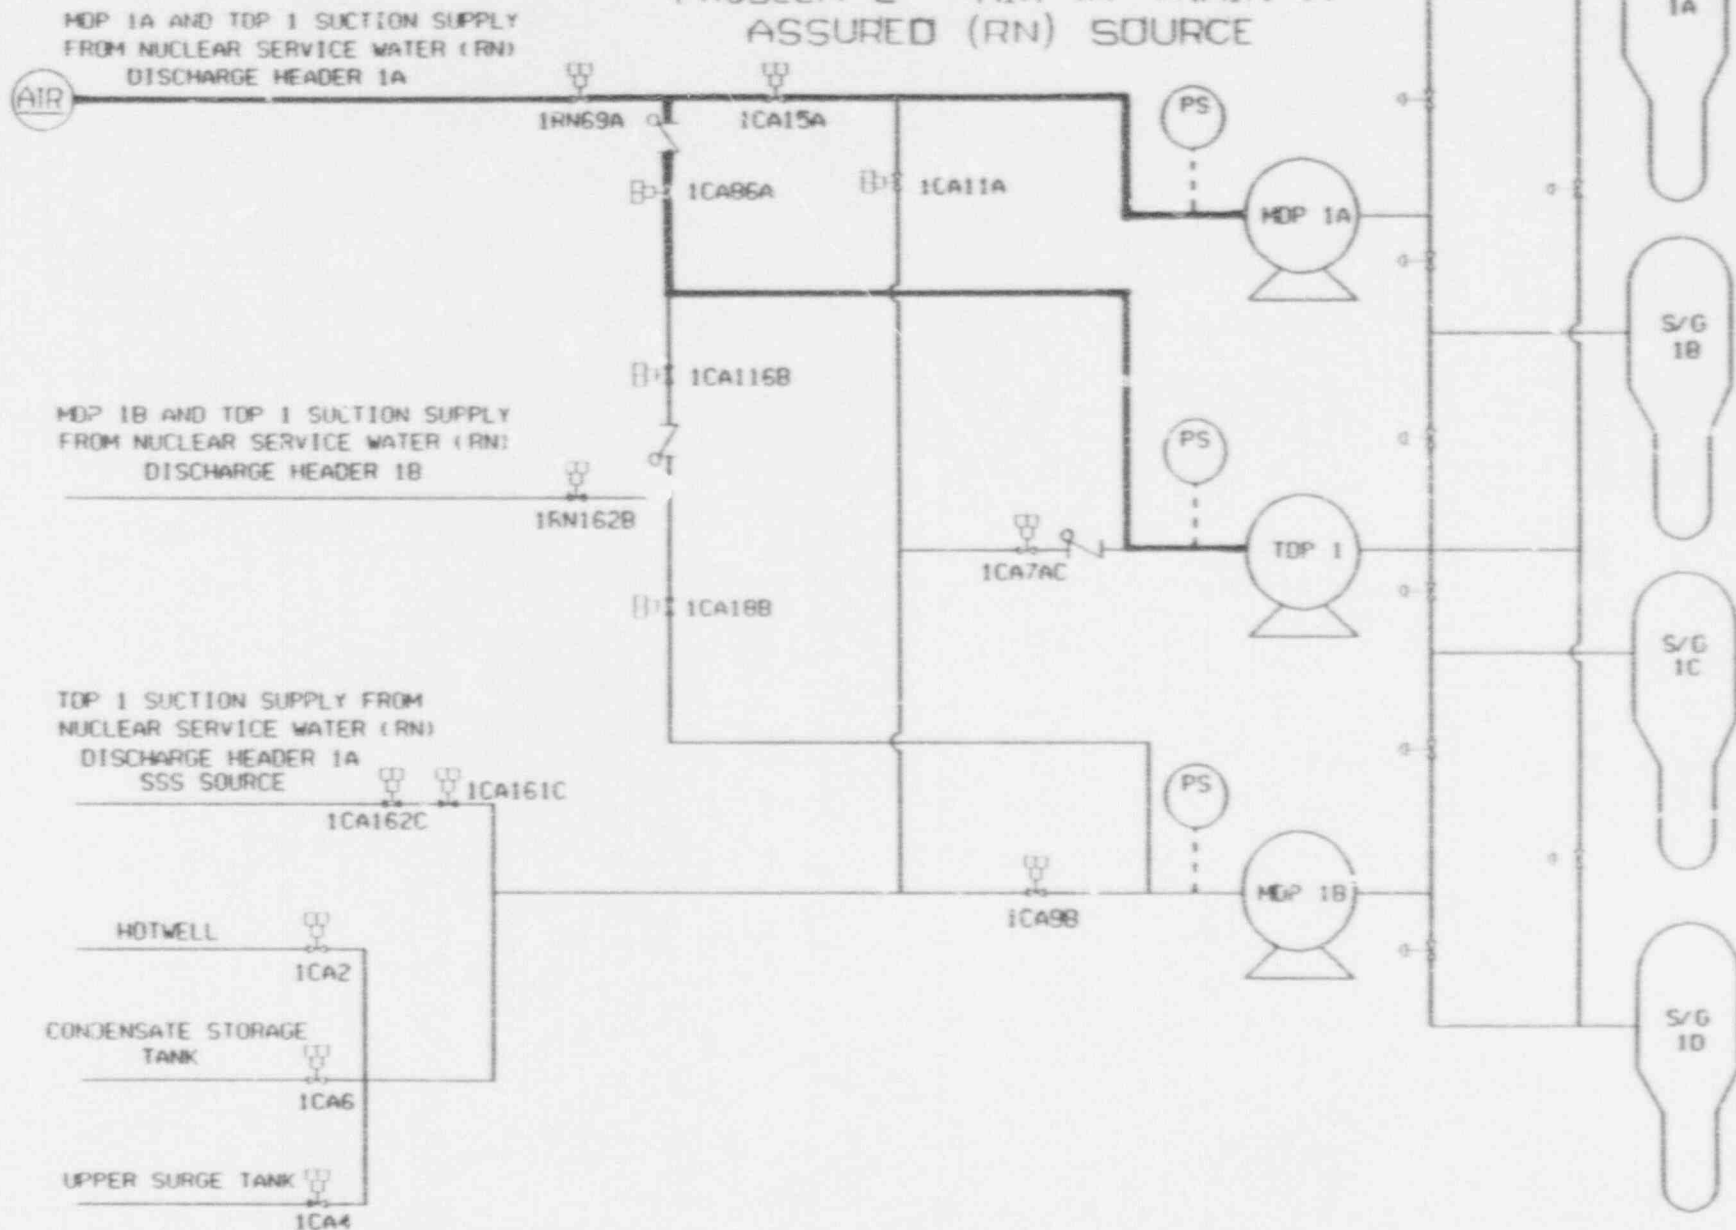 MDP 1A AND TDP 1 SUCTION SUPPLY
FROM NUCLEAR SERVICE WATER (RN)
DISCHARGE HEADER 1A
ASSURED (RN) SOURCE
1A
AIR
1RN69A
1CA15A
PS
1CA86A
1CA11A
MDP 1A
S/G
1B
1CA116B
MDP 1B AND TDP 1 SUCTION SUPPLY
FROM NUCLEAR SERVICE WATER (RN)
DISCHARGE HEADER 1B
PS
1RN162B
TDP 1
1CA7AC
1CA18B
S/G
1C
TDP 1 SUCTION SUPPLY FROM
NUCLEAR SERVICE WATER (RN)
DISCHARGE HEADER 1A
SSS SOURCE
1CA161C
1CA162C
PS
MDP 1B
1CA9B
HOTWELL
1CA2
CONDENSATE STORAGE
TANK
1CA6
S/G
1D
UPPER SURGE TANK
1CA4